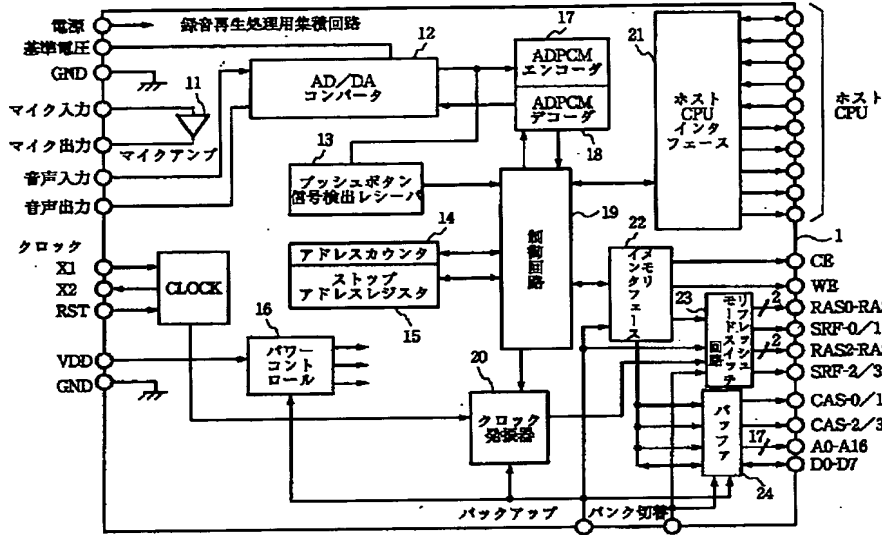 電源
録音再生処理用集積回路
基準電圧
GND
マイク入力
マイク出力
音声入力
音声出力
クロック
X1
X2
RST
VDD
GND
11
マイクアンプ
12
AD/DA
コンバータ
13
プッシュボタン
信号検出レシーバ
14
アドレスカウンタ
ストップ
アドレスレジスタ
15
CLOCK
16
パワー
コント
ロール
17
ADPCM
エンコーダ
ADPCM
デコーダ
18
制御回路
19
20
クロック
発振器
21
ホスト
CPU
インタ
フェース
ホスト
CPU
22
メモリ
インタフェース
23
リフレッシュ
モードスイッチ
回路
バッファ
24
1
CE
WE
2
RAS0-RA
SRF-0/1
2
RAS2-RA
SRF-2/3
CAS-0/1
CAS-2/3
17
A0-A16
D0-D7
バックアップ
バンク切替